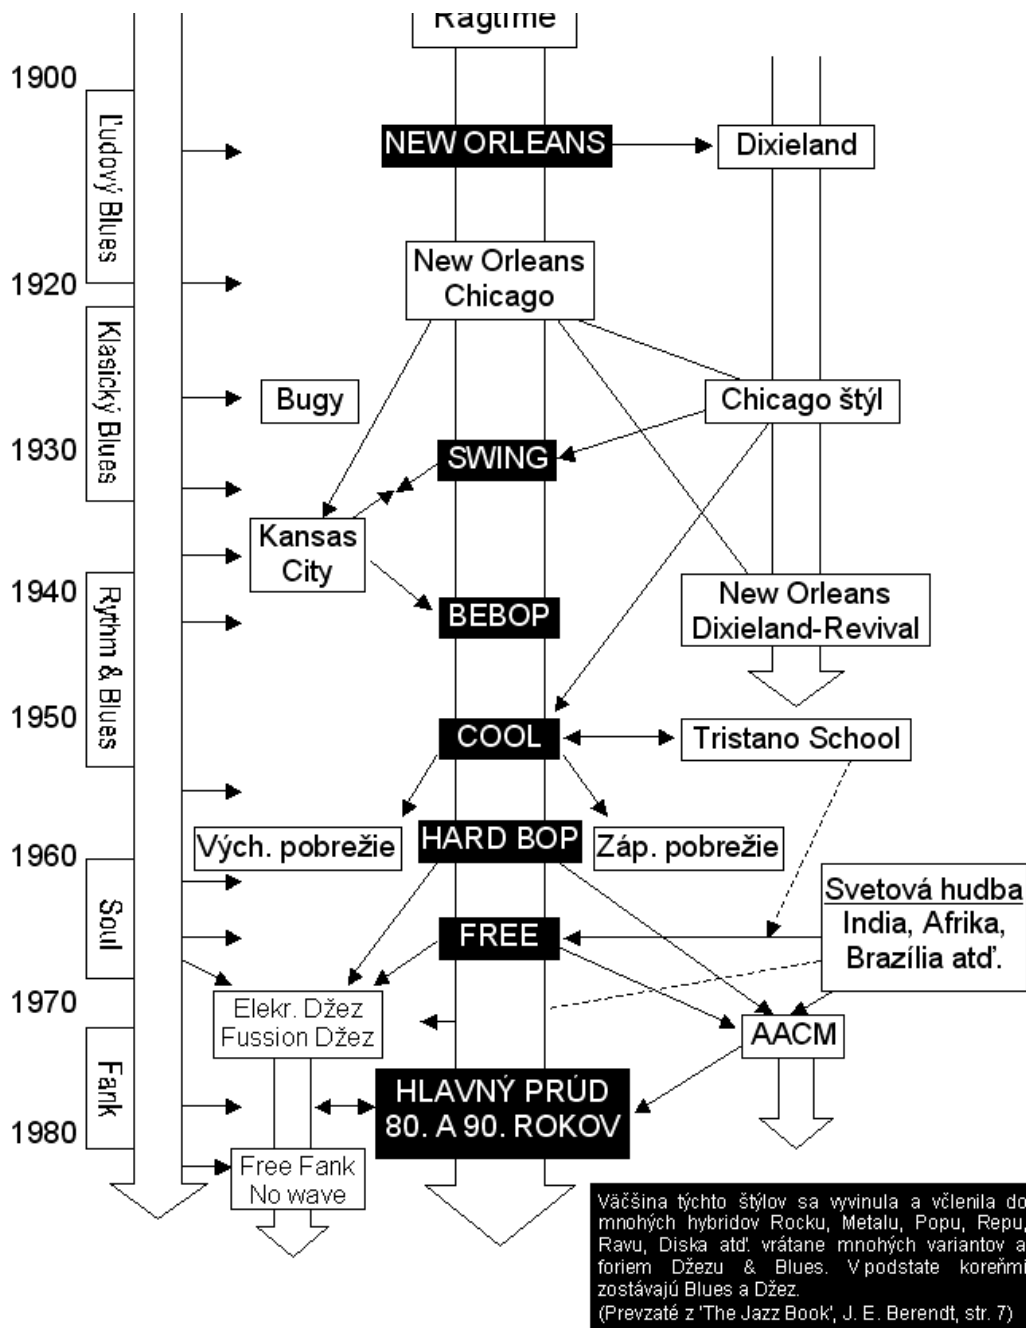 Ragtime
1900
Ľudový Blues
NEW ORLEANS
Dixieland
New Orleans
Chicago
1920
Klasický Blues
Bugy
Chicago štýl
1930
SWING
Kansas
City
1940
Rythm & Blues
BEBOP
New Orleans
Dixieland-Revival
1950
COOL
Tristano School
Vých. pobrežie
HARD BOP
Záp. pobrežie
1960
Soul
Svetová hudba
India, Afrika,
Brazília atď.
FREE
1970
Elekr. Džez
Fussion Džez
AACM
Fank
HLAVNÝ PRÚD
80. A 90. ROKOV
1980
Free Fank
No wave
Väčšina týchto štýlov sa vyvinula a včlenila do
mnohých hybridov Rocku, Metalu, Popu, Repu,
Ravu, Diska atď. vrátane mnohých variantov a
foriem Džezu & Blues. V podstate koreňmi
zostávajú Blues a Džez.
(Prevzaté z 'The Jazz Book', J. E. Berendt, str. 7)